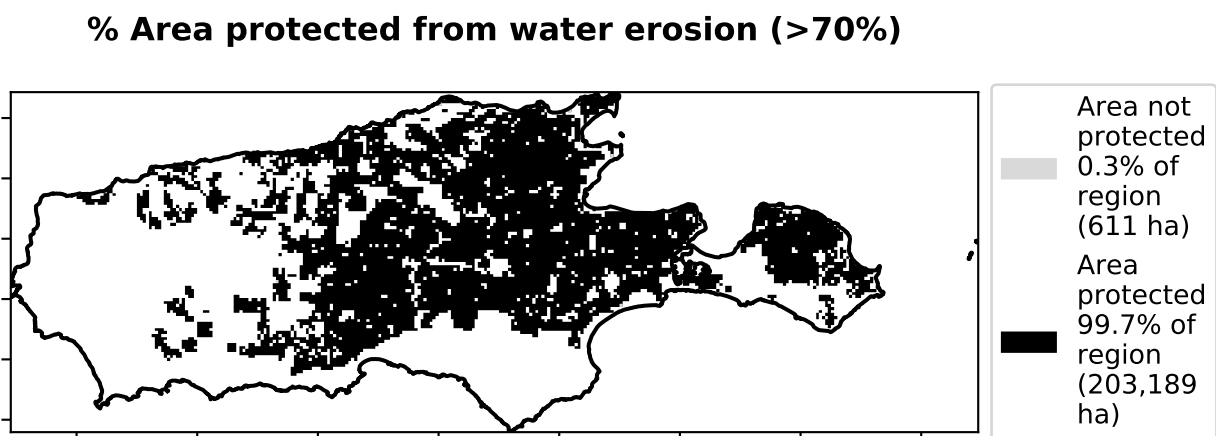 % Area protected from water erosion (>70%)
Area not
protected
0.3% of
region
(611 ha)
Area
protected
99.7% of
region
(203,189
ha)